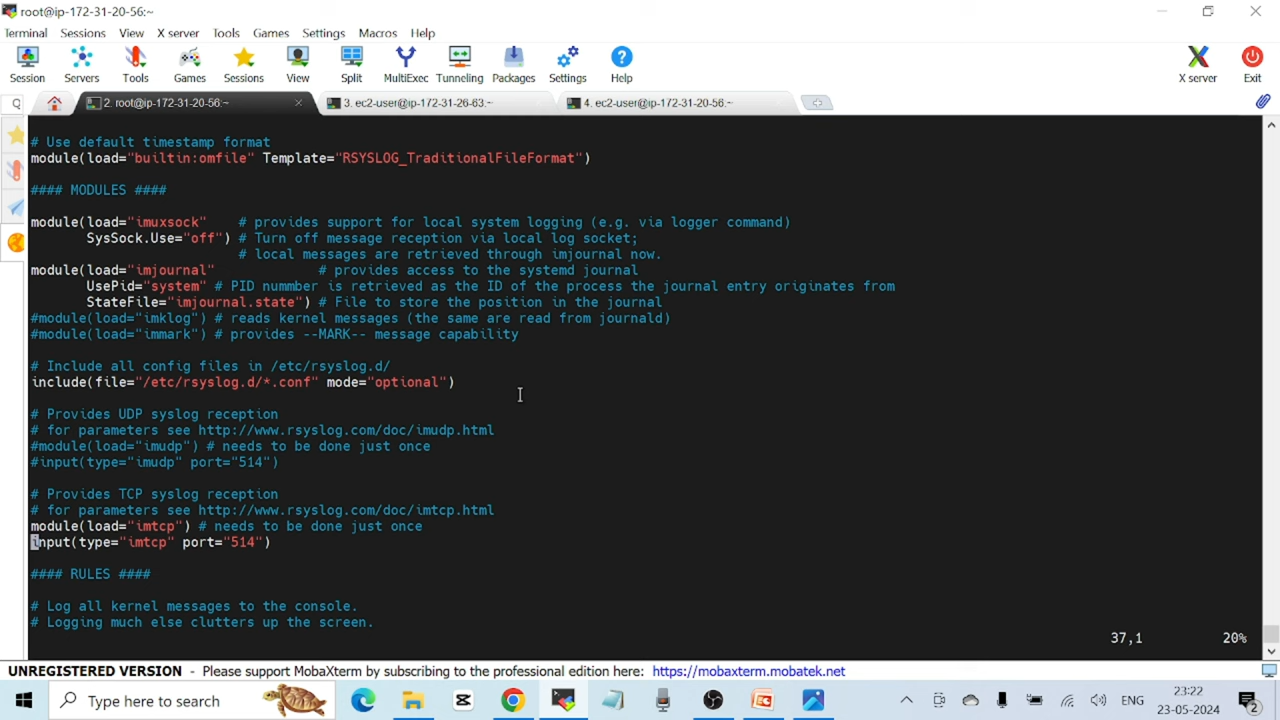 root@ip-172-31-20-56:~
Terminal Sessions View X server Tools Games Settings Macros Help
Session Servers Tools Games Sessions View Split MultiExec Tunneling Packages Settings Help X server Exit
2. root@ip-172-31-20-56:~ 3. ec2-user@ip-172-31-26-63:~ 4. ec2-user@ip-172-31-20-56:~
# Use default timestamp format
module(load="builtin:omfile" Template="RSYSLOG_TraditionalFileFormat")
#### MODULES ####
module(load="imuxsock" # provides support for local system logging (e.g. via logger command)
SysSock.Use="off") # Turn off message reception via local log socket;
# local messages are retrieved through imjournal now.
module(load="imjournal" # provides access to the systemd journal
UsePid="system" # PID nummber is retrieved as the ID of the process the journal entry originates from
StateFile="imjournal.state") # File to store the position in the journal
#module(load="imklog") # reads kernel messages (the same are read from journald)
#module(load="immark") # provides --MARK-- message capability
# Include all config files in /etc/rsyslog.d/
include(file="/etc/rsyslog.d/*.conf" mode="optional")
# Provides UDP syslog reception
# for parameters see http://www.rsyslog.com/doc/imudp.html
#module(load="imudp") # needs to be done just once
#input(type="imudp" port="514")
# Provides TCP syslog reception
# for parameters see http://www.rsyslog.com/doc/imtcp.html
module(load="imtcp") # needs to be done just once
input(type="imtcp" port="514")
#### RULES ####
# Log all kernel messages to the console.
# Logging much else clutters up the screen.
37,1 20%
UNREGISTERED VERSION - Please support MobaXterm by subscribing to the professional edition here: https://mobaxterm.mobatek.net
Type here to search ENG 23:22
23-05-2024 2